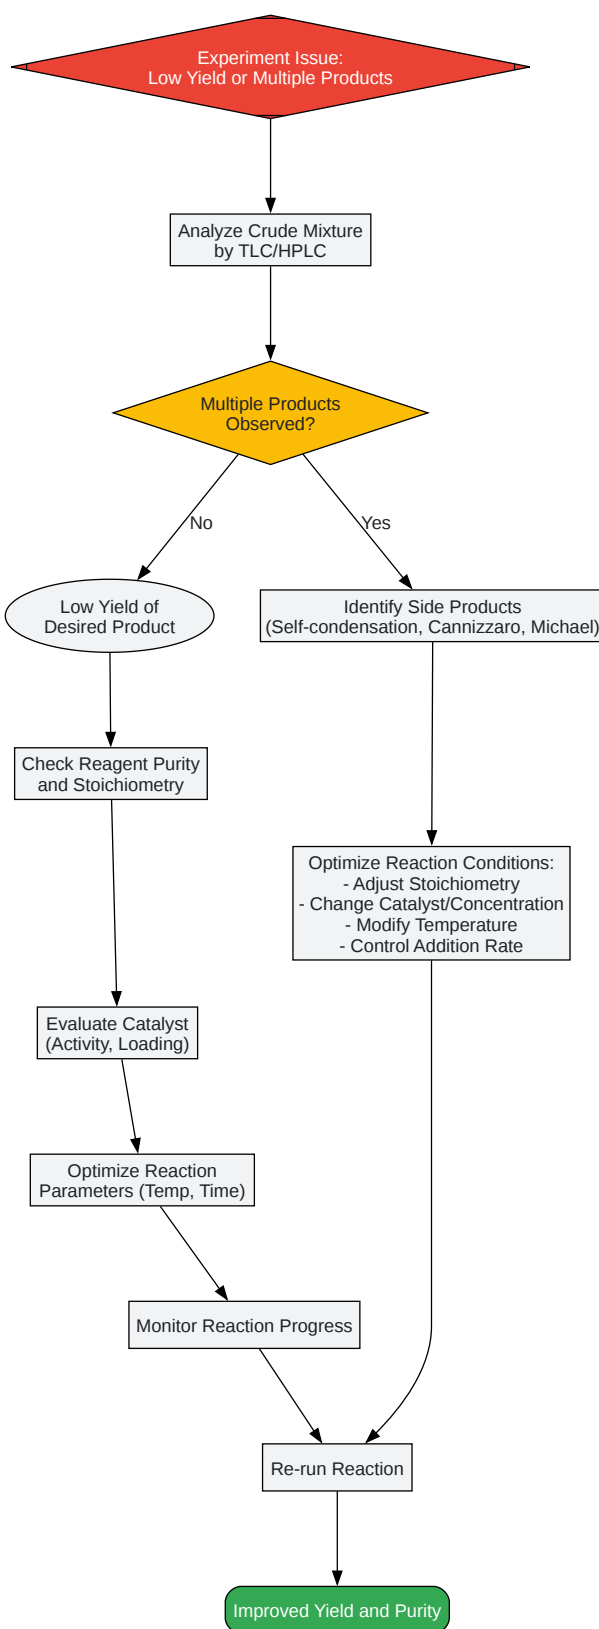 Experiment Issue:
Low Yield or Multiple Products
Analyze Crude Mixture
by TLC/HPLC
Multiple Products
Observed?
No
Yes
Low Yield of
Desired Product
Identify Side Products
(Self-condensation, Cannizzaro, Michael)
Check Reagent Purity
and Stoichiometry
Optimize Reaction Conditions:
- Adjust Stoichiometry
- Change Catalyst/Concentration
- Modify Temperature
- Control Addition Rate
Evaluate Catalyst
(Activity, Loading)
Optimize Reaction
Parameters (Temp, Time)
Monitor Reaction Progress
Re-run Reaction
Improved Yield and Purity